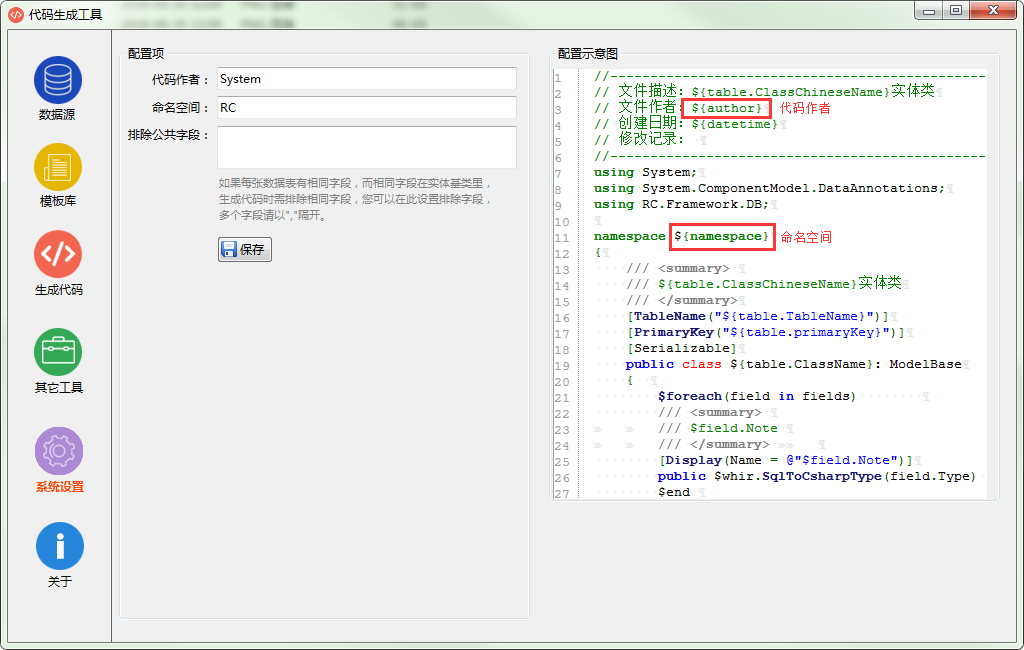 代码生成工具
数据源
模板库
生成代码
其它工具
系统设置
关于
配置项
代码作者：
System
命名空间：
RC
排除公共字段：
如果每张数据表有相同字段，而相同字段在实体基类里，
生成代码时需排除相同字段，您可以在此设置排除字段，
多个字段请以","隔开。
保存
配置示意图
1 //-----------------------------------------------
2 // 文件描述：${table.ClassChineseName}实体类¶
3 // 文件作者：${author}¶ 代码作者
4 // 创建日期：${datetime}¶
5 // 修改记录： ¶
6 //-----------------------------------------------
7 using System;¶
8 using System.ComponentModel.DataAnnotations;¶
9 using RC.Framework.DB;¶
10 ¶
11 namespace ${namespace}¶ 命名空间
12 {¶
13 /// <summary> ¶
14 /// ${table.ClassChineseName}实体类¶
15 /// </summary>¶
16 [TableName("${table.TableName}")]¶
17 [PrimaryKey("${table.primaryKey}")]¶
18 [Serializable]¶
19 public class ${table.ClassName}: ModelBase¶
20 { ¶
21 $foreach(field in fields) ¶
22 /// <summary> ¶
23 » » /// $field.Note ¶
24 » » /// </summary> »» ¶
25 [Display(Name = @"$field.Note")]¶
26 public $whir.SqlToCsharpType(field.Type)
27 $end ¶